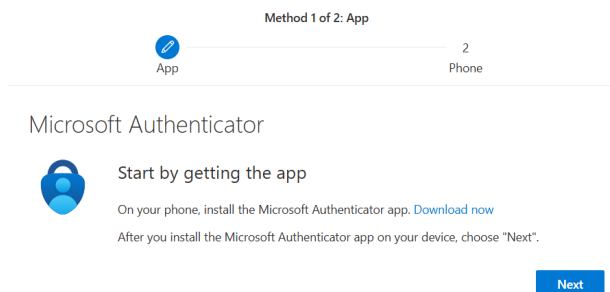 Method 1 of 2: App
2
App
Phone
Microsoft Authenticator
Start by getting the app
On your phone, install the Microsoft Authenticator app. Download now
After you install the Microsoft Authenticator app on your device, choose "Next".
Next